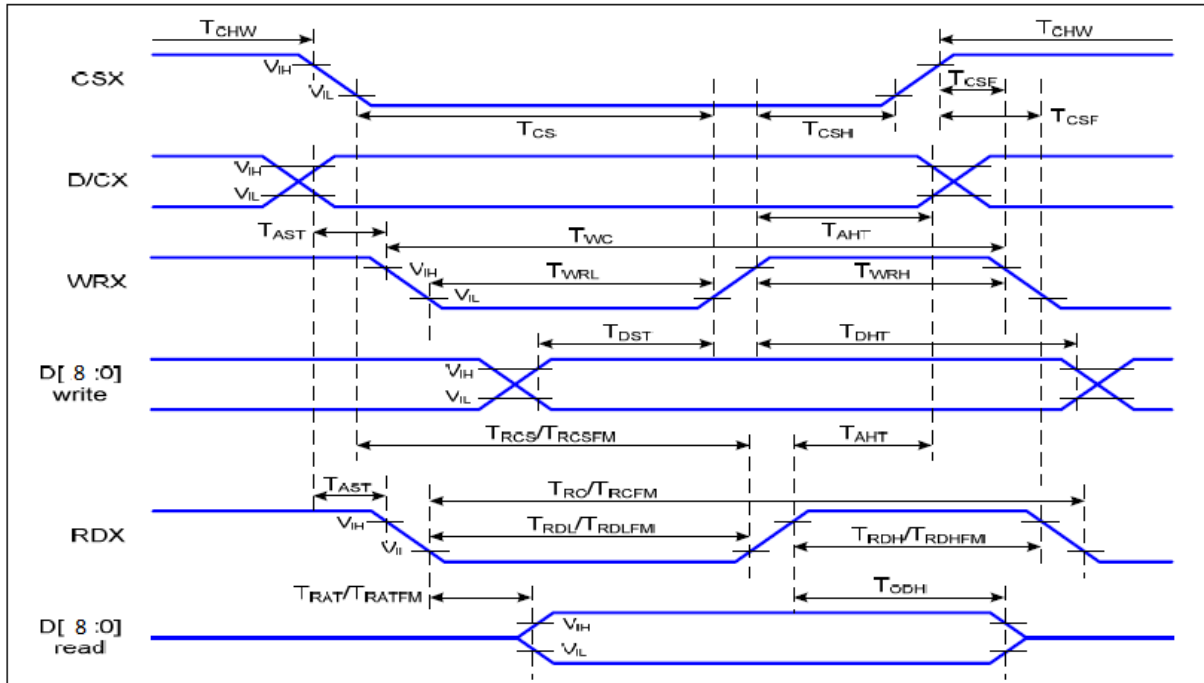 TCHW TCHW
CSX VIH VIL TCSF
TCS TCSH TCSF
D/CX VIH VIL
TAST TWC TAHT
WRX VIH VIL TWRL TWRH
TDST TDHT
D[ 8 :0] write VIH VIL
TRCS/TRCSFM TAHT
TAST TRC/TRCFM
RDX VIH VIL TRDL/TRDLFM TRDH/TRDHFM
TRAT/TRATFM TODH
D[ 8 :0] read VIH VIL